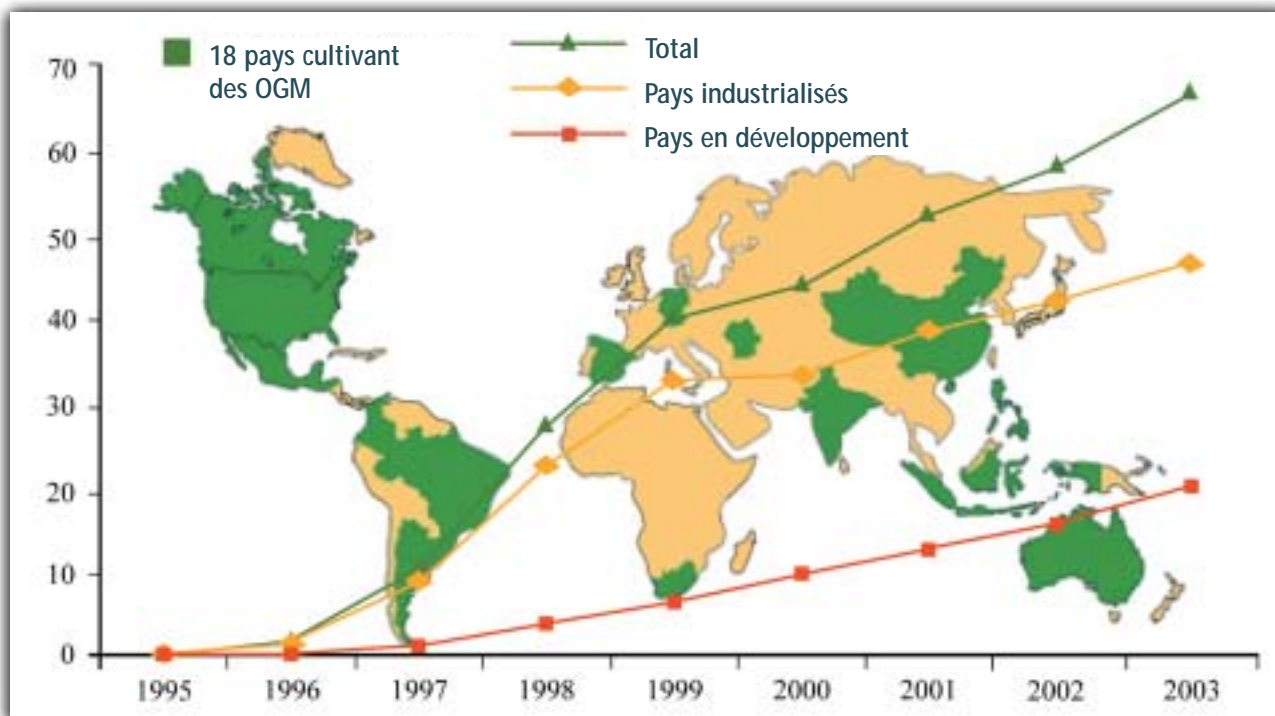 18 pays cultivant
des OGM
Total
Pays industrialisés
Pays en développement
70
60
50
40
30
20
10
0
1995 1996 1997 1998 1999 2000 2001 2002 2003